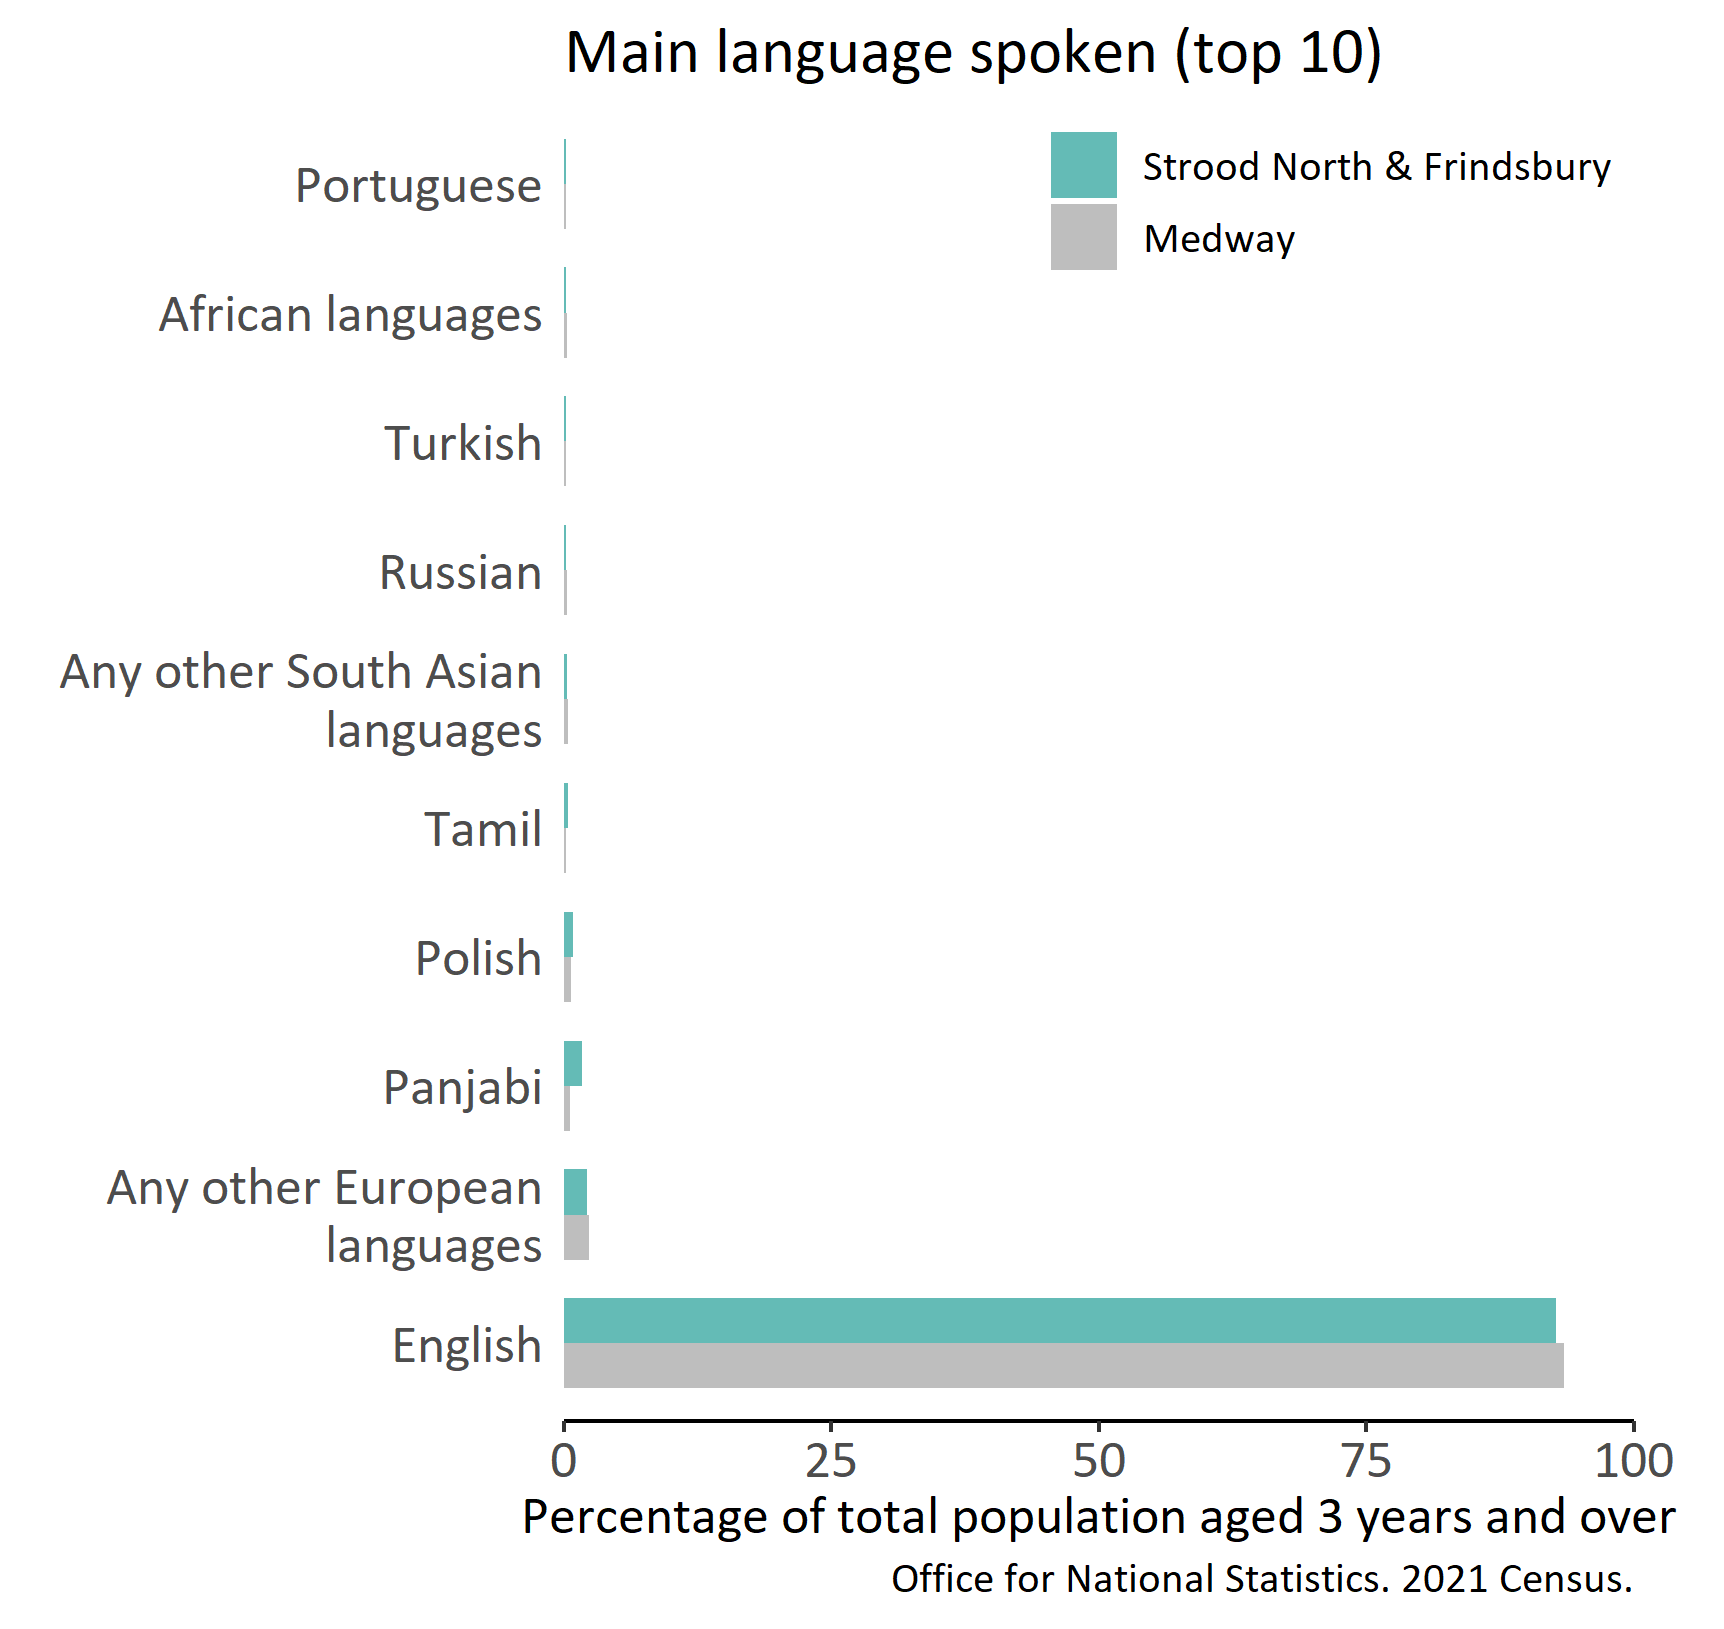 Main language spoken (top 10)
Strood North & Frindsbury
Medway
Portuguese
African languages
Turkish
Russian
Any other South Asian
languages
Tamil
Polish
Panjabi
Any other European
languages
English
0 25 50 75 100
Percentage of total population aged 3 years and over
Office for National Statistics. 2021 Census.